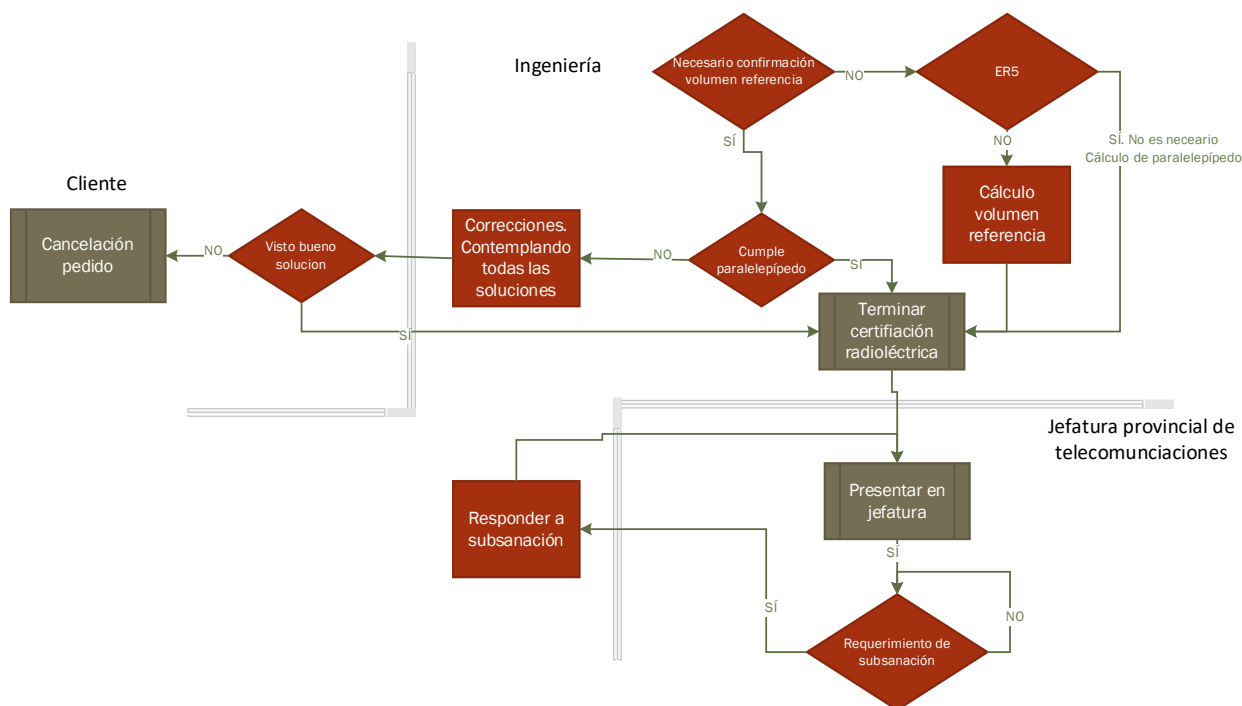 Ingeniería
Necesario confirmación
volumen referencia
NO
ER5
SÍ
NO
SÍ. No es neceario
Cálculo de paralelepípedo
Cliente
Cancelación
pedido
NO
Visto bueno
solucion
Correcciones.
Contemplando
todas las
soluciones
NO
Cumple
paralelepípedo
SÍ
Cálculo
volumen
referencia
SÍ
Terminar
certifiación
radioléctrica
Jefatura provincial de
telecomunciaciones
Responder a
subsanación
Presentar en
jefatura
SÍ
SÍ
NO
Requerimiento de
subsanación